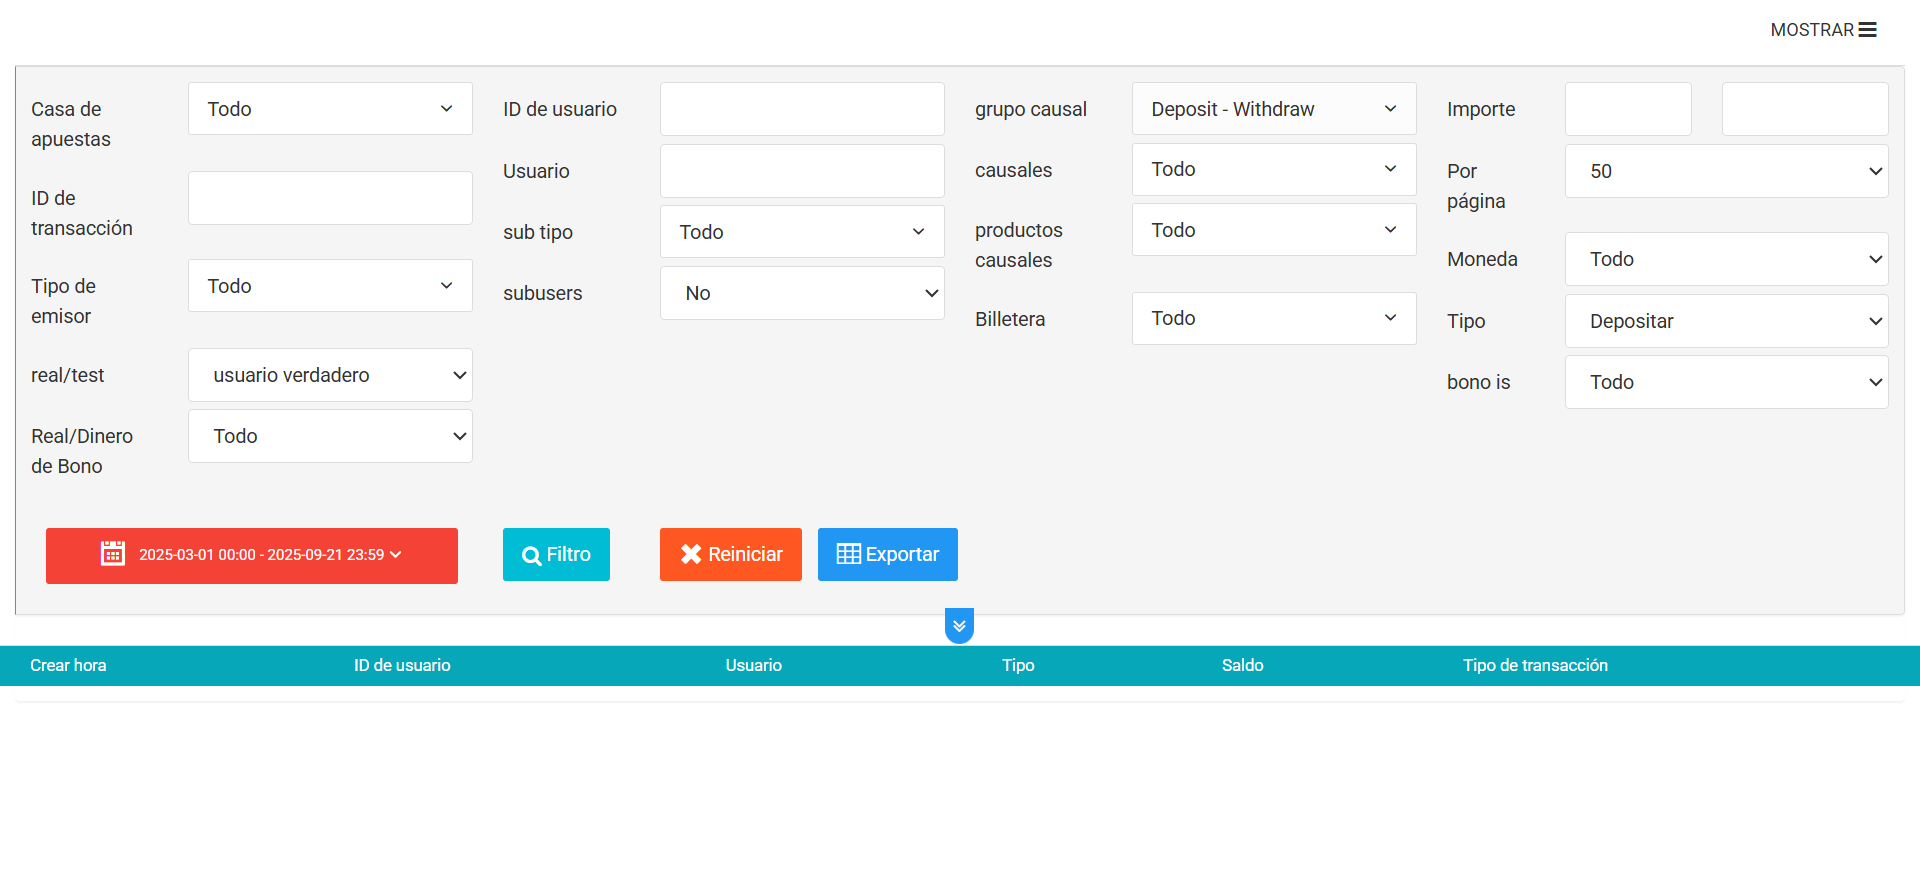 MOSTRAR
Casa de
apuestas
Todo
ID de
transacción
Tipo de
emisor
Todo
real/test
usuario verdadero
Real/Dinero
de Bono
Todo
ID de usuario
Usuario
sub tipo
Todo
subusers
No
grupo causal
Deposit - Withdraw
causales
Todo
productos
causales
Todo
Billetera
Todo
Importe
Por
página
50
Moneda
Todo
Tipo
Depositar
bono is
Todo
2025-03-01 00:00 - 2025-09-21 23:59
Filtro
Reiniciar
Exportar
Crear hora
ID de usuario
Usuario
Tipo
Saldo
Tipo de transacción